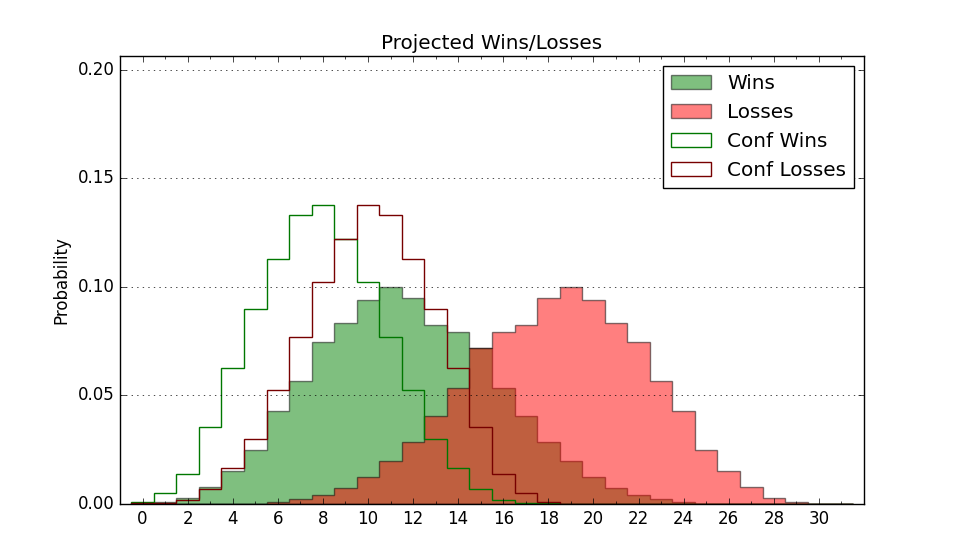 Projected Wins/Losses
0.20
0.15
0.10
0.05
0.00
Probability
Wins
Losses
Conf Wins
Conf Losses
0 2 4 6 8 10 12 14 16 18 20 22 24 26 28 30